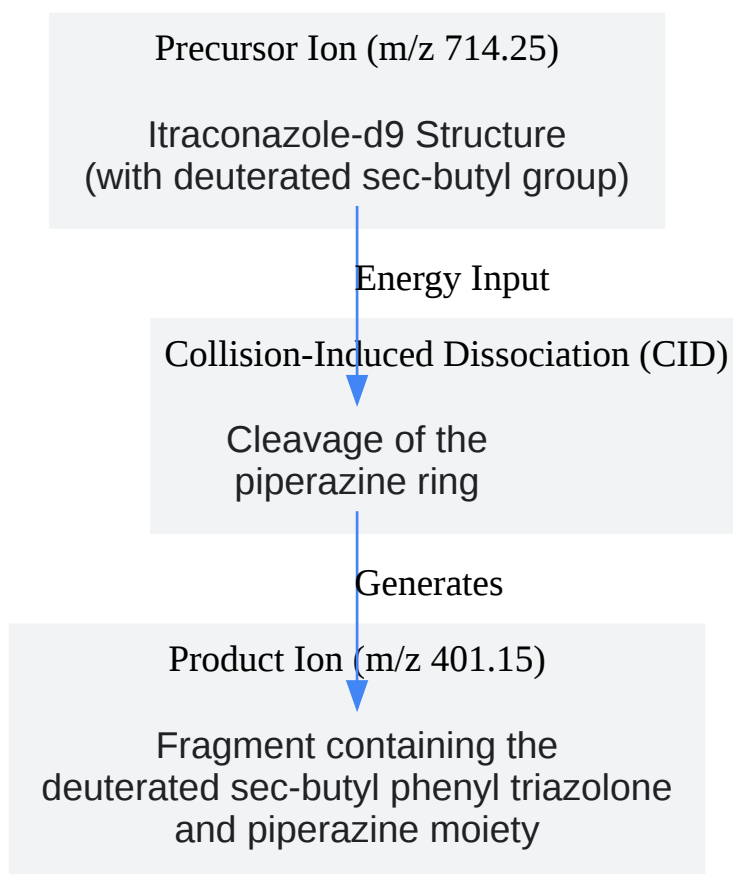 Precursor Ion (m/z 714.25)
Itraconazole-d9 Structure
(with deuterated sec-butyl group)
Energy Input
Collision-Induced Dissociation (CID)
Cleavage of the
piperazine ring
Generates
Product Ion (m/z 401.15)
Fragment containing the
deuterated sec-butyl phenyl triazolone
and piperazine moiety